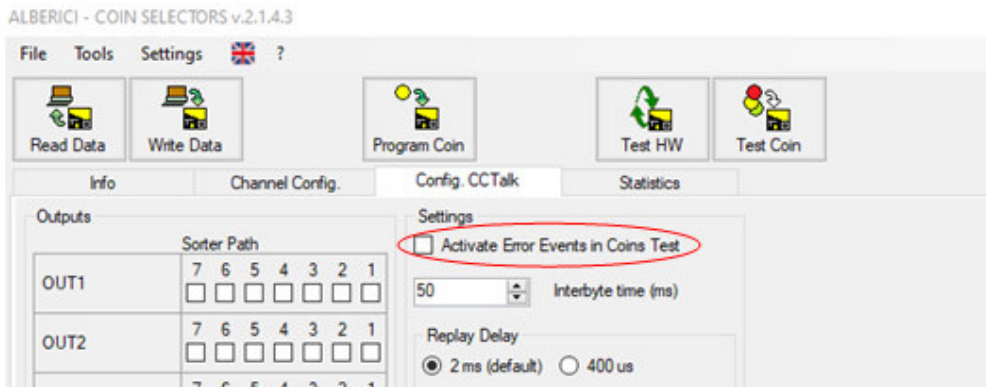 ALBERICI - COIN SELECTORS v.2.1.4.3
File Tools Settings ?
Read Data Write Data Program Coin Test HW Test Coin
Info Channel Config. Config. CCTalk Statistics
Outputs
Sorter Path
OUT1
7 6 5 4 3 2 1
OUT2
7 6 5 4 3 2 1
7 6 5 4 3 2 1
Settings
Activate Error Events in Coins Test
50 Interbyte time (ms)
Replay Delay
2 ms (default) 400 us